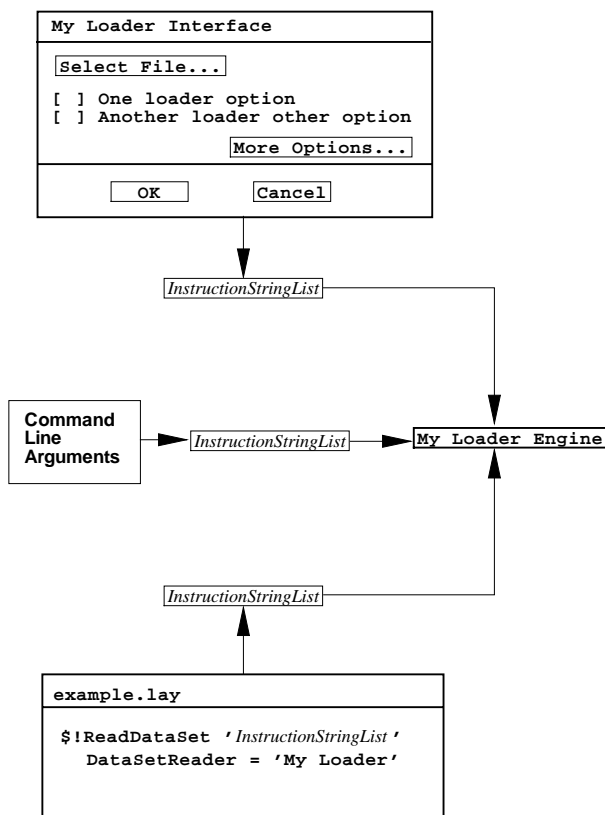 My Loader Interface
Select File...
[ ] One loader option
[ ] Another loader other option
More Options...
OK Cancel
InstructionStringList
Command
Line
Arguments
InstructionStringList
My Loader Engine
InstructionStringList
example.lay
$!ReadDataSet 'InstructionStringList'
DataSetReader = 'My Loader'